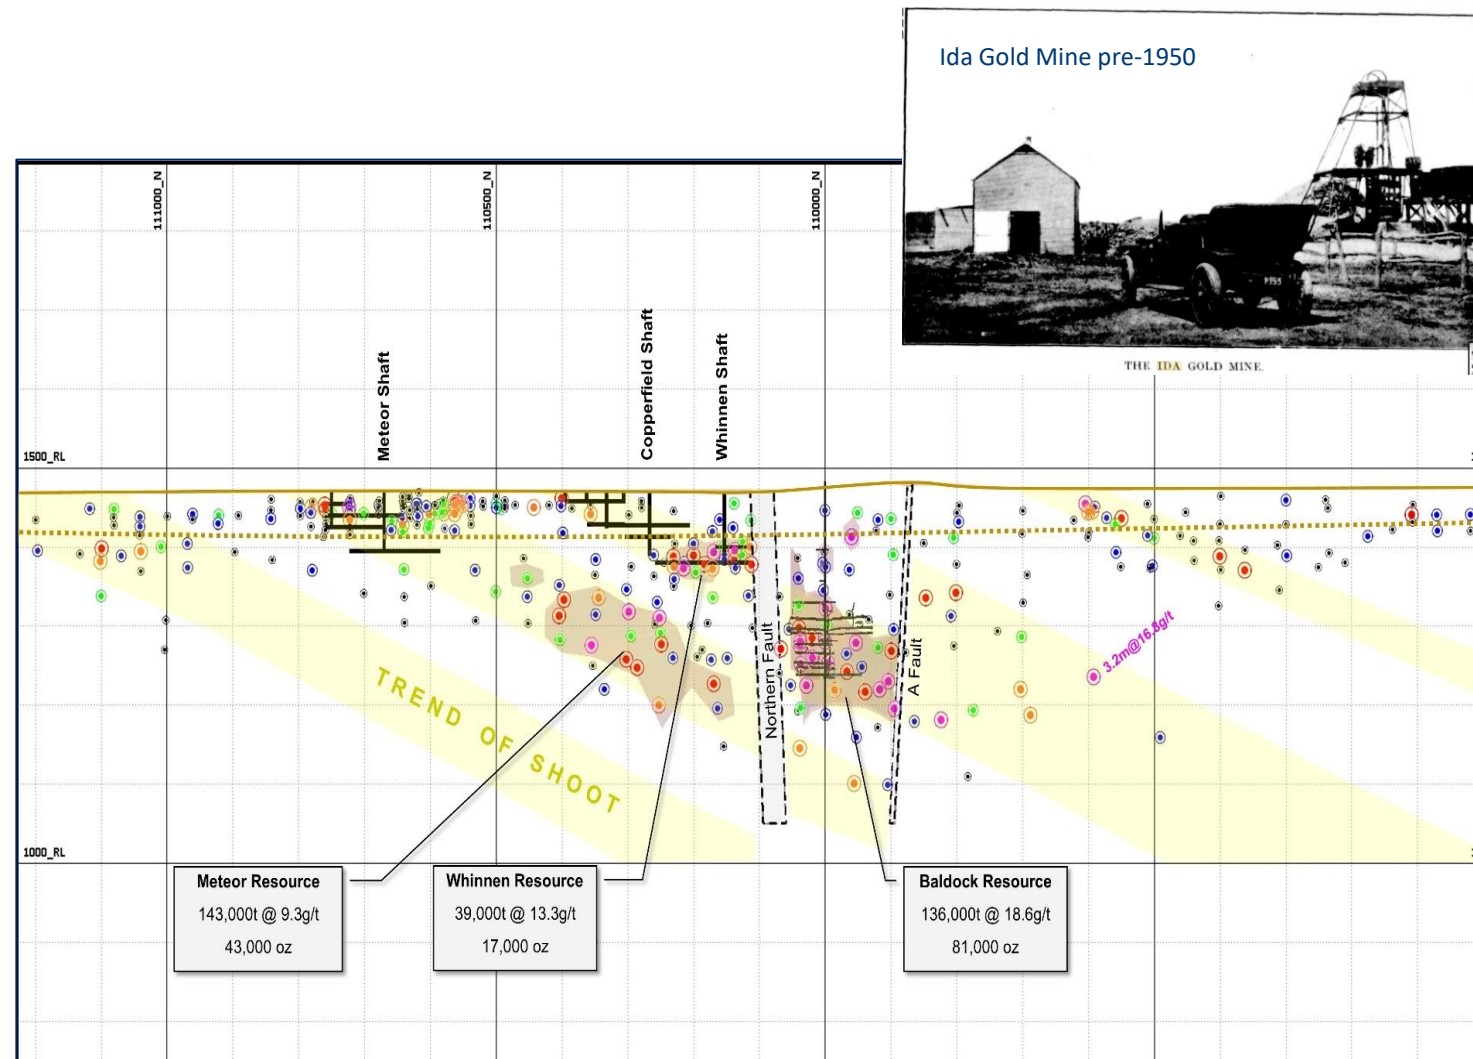 Ida Gold Mine pre-1950
THE IDA GOLD MINE.
111000_N
110500_N
110000_N
Meteor Shaft
Copperfield Shaft
Whinnen Shaft
1500_RL
Northern Fault
A Fault
3.2m@16.8g/t
TREND OF SHOOT
1000_RL
Meteor Resource
143,000t @ 9.3g/t
43,000 oz
Whinnen Resource
39,000t @ 13.3g/t
17,000 oz
Baldock Resource
136,000t @ 18.6g/t
81,000 oz